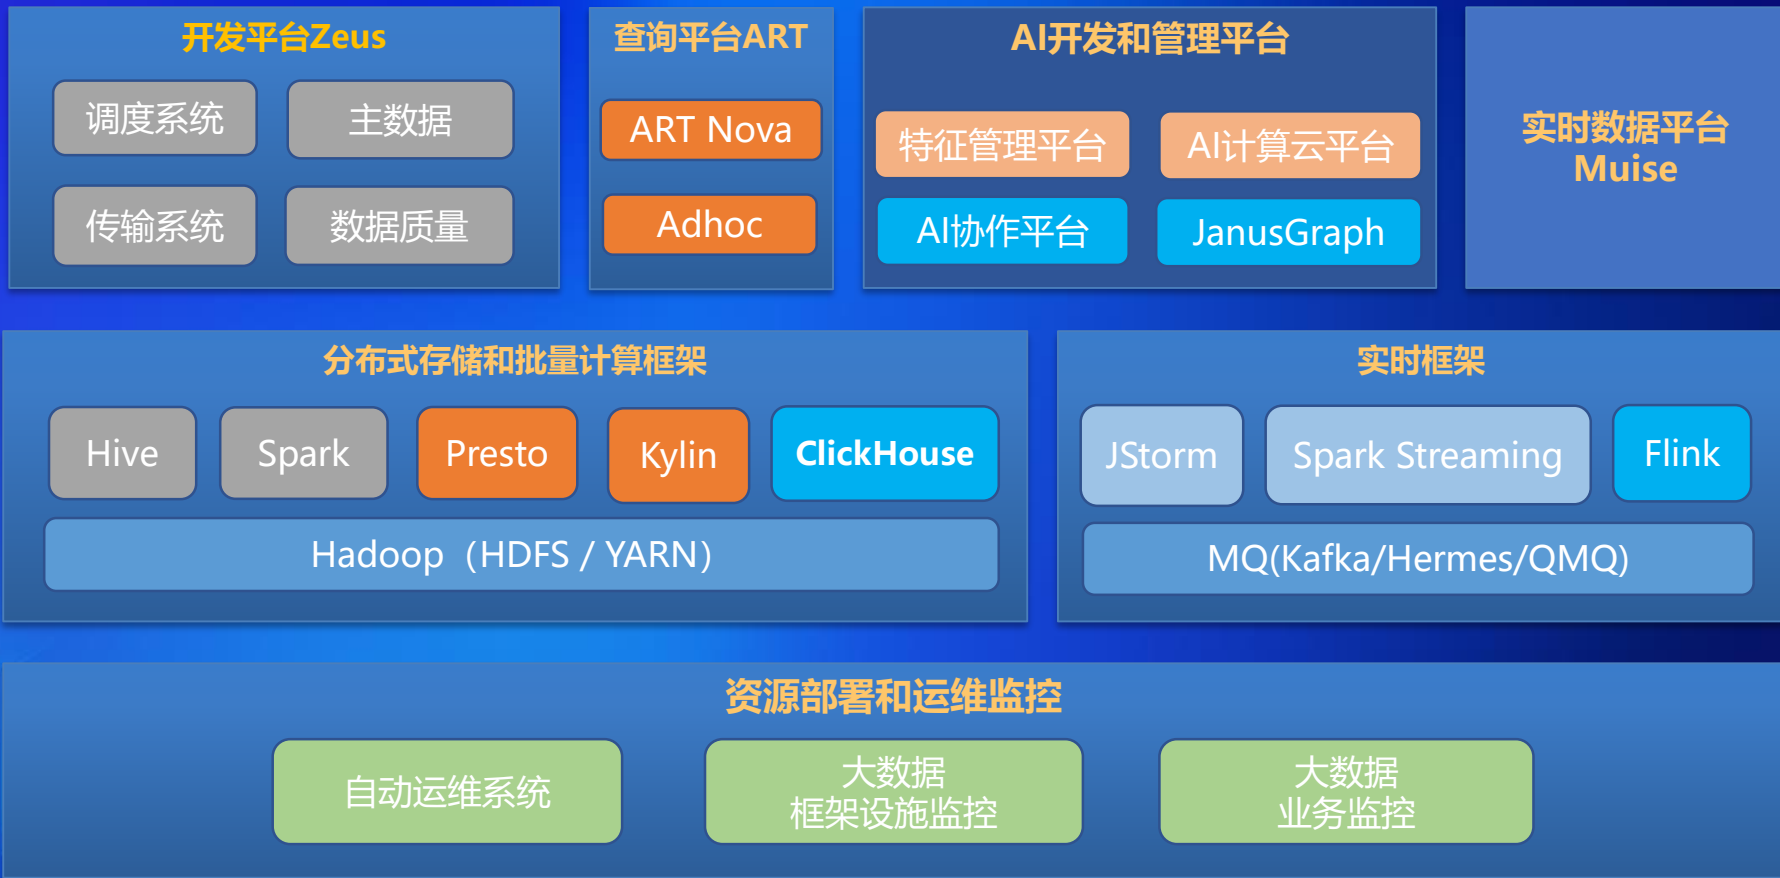 开发平台Zeus
调度系统
主数据
传输系统
数据质量
查询平台ART
ART Nova
Adhoc
AI开发和管理平台
特征管理平台
AI计算云平台
AI协作平台
JanusGraph
实时数据平台
Muise
分布式存储和批量计算框架
Hive
Spark
Presto
Kylin
ClickHouse
Hadoop（HDFS / YARN）
实时框架
JStorm
Spark Streaming
Flink
MQ(Kafka/Hermes/QMQ)
资源部署和运维监控
自动运维系统
大数据
框架设施监控
大数据
业务监控